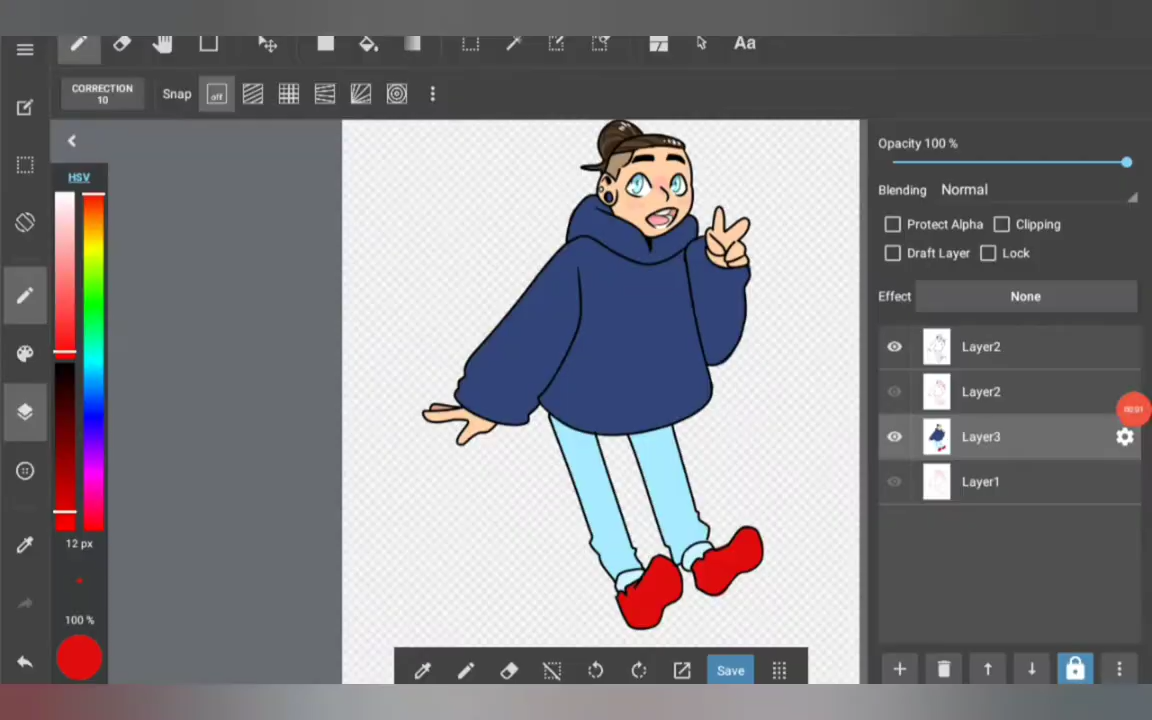 Aa
CORRECTION
10
Snap
off
HSV
12 px
100 %
Opacity 100 %
Blending Normal
Protect Alpha Clipping
Draft Layer Lock
Effect None
Layer2
Layer2
Layer3
Layer1
Save